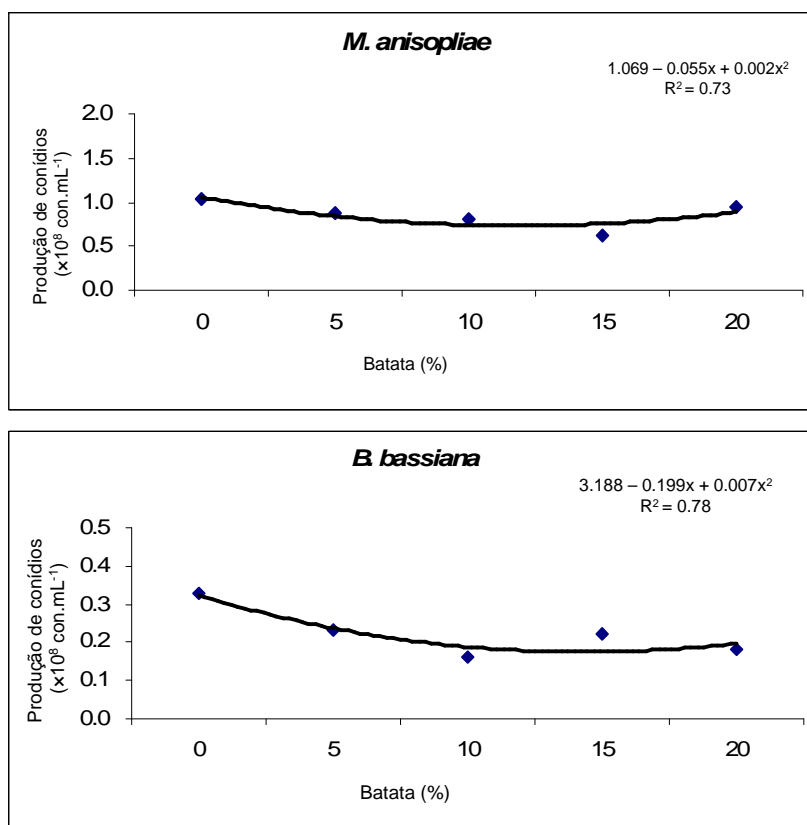 M. anisopliae
1.069 – 0.055x + 0.002x²
R² = 0.73
Produção de conídios
(×10⁸ con.mL⁻¹)
2.0
1.5
1.0
0.5
0.0
0 5 10 15 20
Batata (%)
B. bassiana
3.188 – 0.199x + 0.007x²
R² = 0.78
Produção de conídios
(×10⁸ con.mL⁻¹)
0.5
0.4
0.3
0.2
0.1
0.0
0 5 10 15 20
Batata (%)